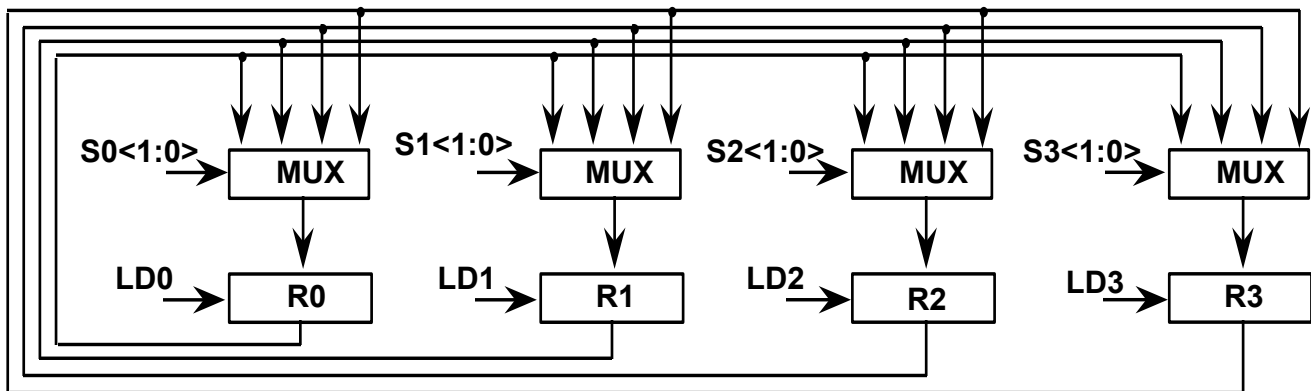 S0<1:0>
MUX
S1<1:0>
MUX
S2<1:0>
MUX
S3<1:0>
MUX
LD0
R0
LD1
R1
LD2
R2
LD3
R3